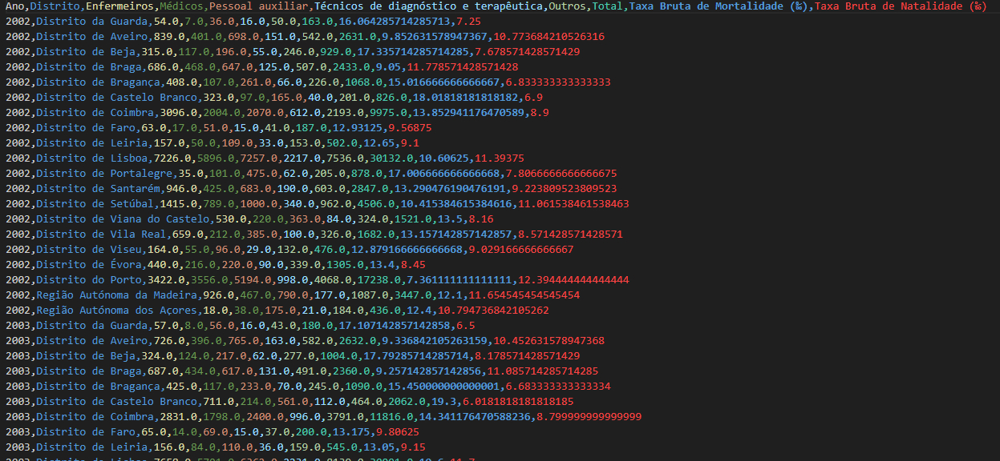 Ano,Distrito,Enfermeiros,Médicos,Pessoal auxiliar,Técnicos de diagnóstico e terapêutica,Outros,Total,Taxa Bruta de Mortalidade (‰),Taxa Bruta de Natalidade (‰)
2002,Distrito da Guarda,54.0,7.0,36.0,16.0,50.0,163.0,16.064285714285713,7.25
2002,Distrito de Aveiro,839.0,401.0,698.0,151.0,542.0,2631.0,9.852631578947367,10.773684210526316
2002,Distrito de Beja,315.0,117.0,196.0,55.0,246.0,929.0,17.335714285714285,7.678571428571429
2002,Distrito de Braga,686.0,468.0,647.0,125.0,507.0,2433.0,9.05,11.778571428571428
2002,Distrito de Bragança,408.0,107.0,261.0,66.0,226.0,1068.0,15.016666666666667,6.833333333333333
2002,Distrito de Castelo Branco,323.0,97.0,165.0,40.0,201.0,826.0,18.01818181818182,6.9
2002,Distrito de Coimbra,3096.0,2004.0,2070.0,612.0,2193.0,9975.0,13.852941176470589,8.9
2002,Distrito de Faro,63.0,17.0,51.0,15.0,41.0,187.0,12.93125,9.56875
2002,Distrito de Leiria,157.0,50.0,109.0,33.0,153.0,502.0,12.65,9.1
2002,Distrito de Lisboa,7226.0,5896.0,7257.0,2217.0,7536.0,30132.0,10.60625,11.39375
2002,Distrito de Portalegre,35.0,101.0,475.0,62.0,205.0,878.0,17.006666666666668,7.8066666666666675
2002,Distrito de Santarém,946.0,425.0,683.0,190.0,603.0,2847.0,13.290476190476191,9.223809523809523
2002,Distrito de Setúbal,1415.0,789.0,1000.0,340.0,962.0,4506.0,10.415384615384616,11.061538461538463
2002,Distrito de Viana do Castelo,530.0,220.0,363.0,84.0,324.0,1521.0,13.5,8.16
2002,Distrito de Vila Real,659.0,212.0,385.0,100.0,326.0,1682.0,13.157142857142857,8.571428571428571
2002,Distrito de Viseu,164.0,55.0,96.0,29.0,132.0,476.0,12.879166666666668,9.029166666666667
2002,Distrito de Évora,440.0,216.0,220.0,90.0,339.0,1305.0,13.4,8.45
2002,Distrito do Porto,3422.0,3556.0,5194.0,998.0,4068.0,17238.0,7.361111111111111,12.394444444444444
2002,Região Autónoma da Madeira,926.0,467.0,790.0,177.0,1087.0,3447.0,12.1,11.654545454545454
2002,Região Autónoma dos Açores,18.0,38.0,175.0,21.0,184.0,436.0,12.4,10.794736842105262
2003,Distrito da Guarda,57.0,8.0,56.0,16.0,43.0,180.0,17.107142857142858,6.5
2003,Distrito de Aveiro,726.0,396.0,765.0,163.0,582.0,2632.0,9.336842105263159,10.452631578947368
2003,Distrito de Beja,324.0,124.0,217.0,62.0,277.0,1004.0,17.79285714285714,8.178571428571429
2003,Distrito de Braga,687.0,434.0,617.0,131.0,491.0,2360.0,9.257142857142856,11.085714285714285
2003,Distrito de Bragança,425.0,117.0,233.0,70.0,245.0,1090.0,15.450000000000001,6.683333333333334
2003,Distrito de Castelo Branco,711.0,214.0,561.0,112.0,464.0,2062.0,19.3,6.0181818181818185
2003,Distrito de Coimbra,2831.0,1798.0,2400.0,996.0,3791.0,11816.0,14.341176470588236,8.799999999999999
2003,Distrito de Faro,65.0,14.0,69.0,15.0,37.0,200.0,13.175,9.80625
2003,Distrito de Leiria,156.0,84.0,110.0,36.0,159.0,545.0,13.05,9.15
2003,Distrito de Lisboa